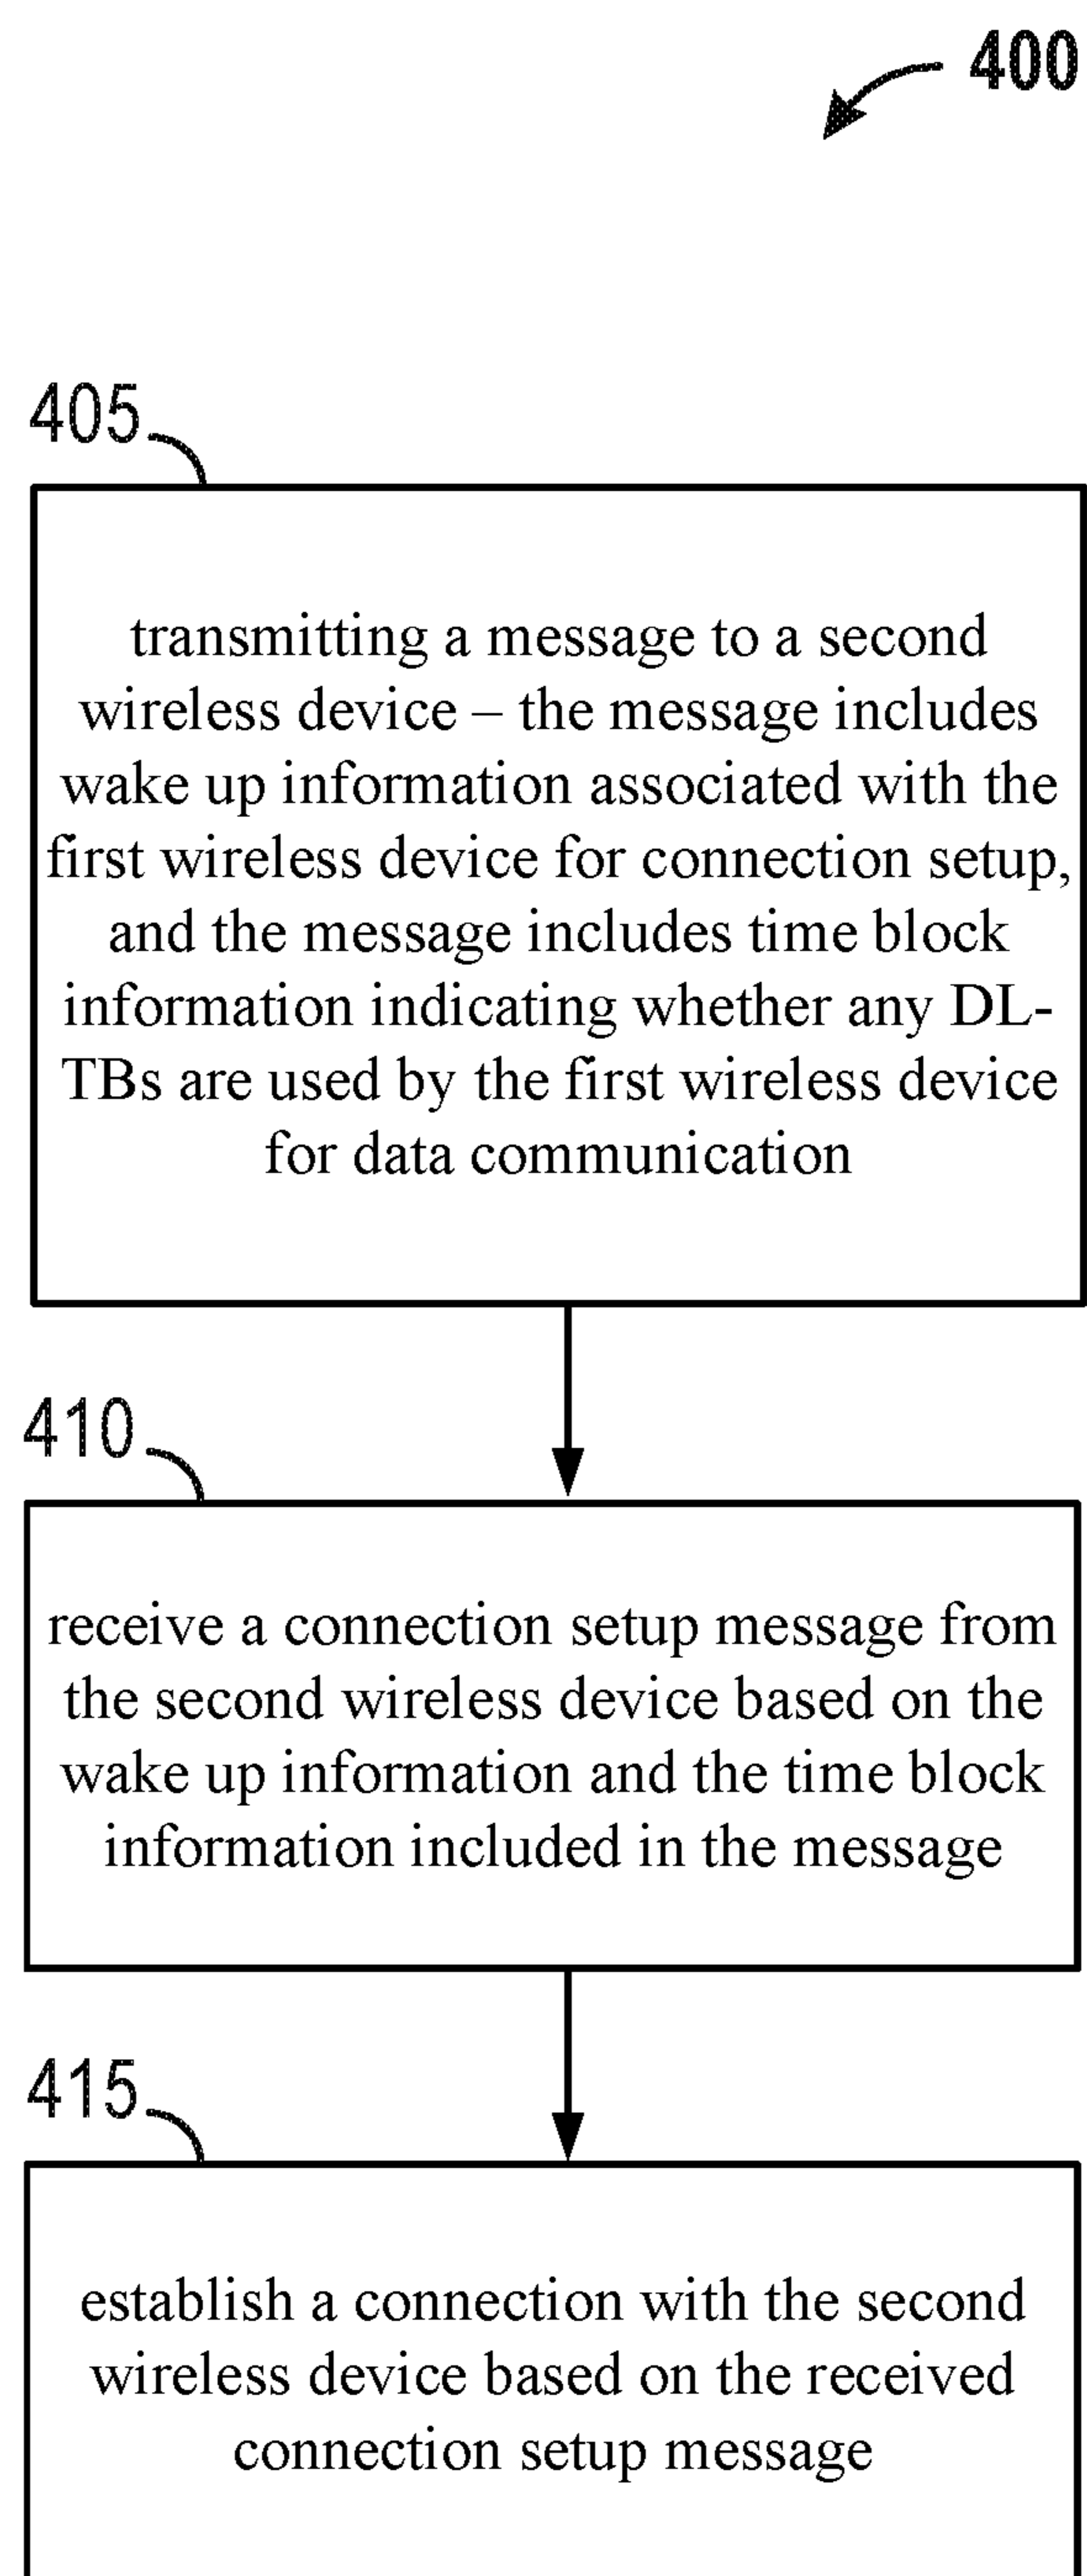 400
405
transmitting a message to a second
wireless device – the message includes
wake up information associated with the
first wireless device for connection setup,
and the message includes time block
information indicating whether any DL-
TBs are used by the first wireless device
for data communication
410
receive a connection setup message from
the second wireless device based on the
wake up information and the time block
information included in the message
415
establish a connection with the second
wireless device based on the received
connection setup message